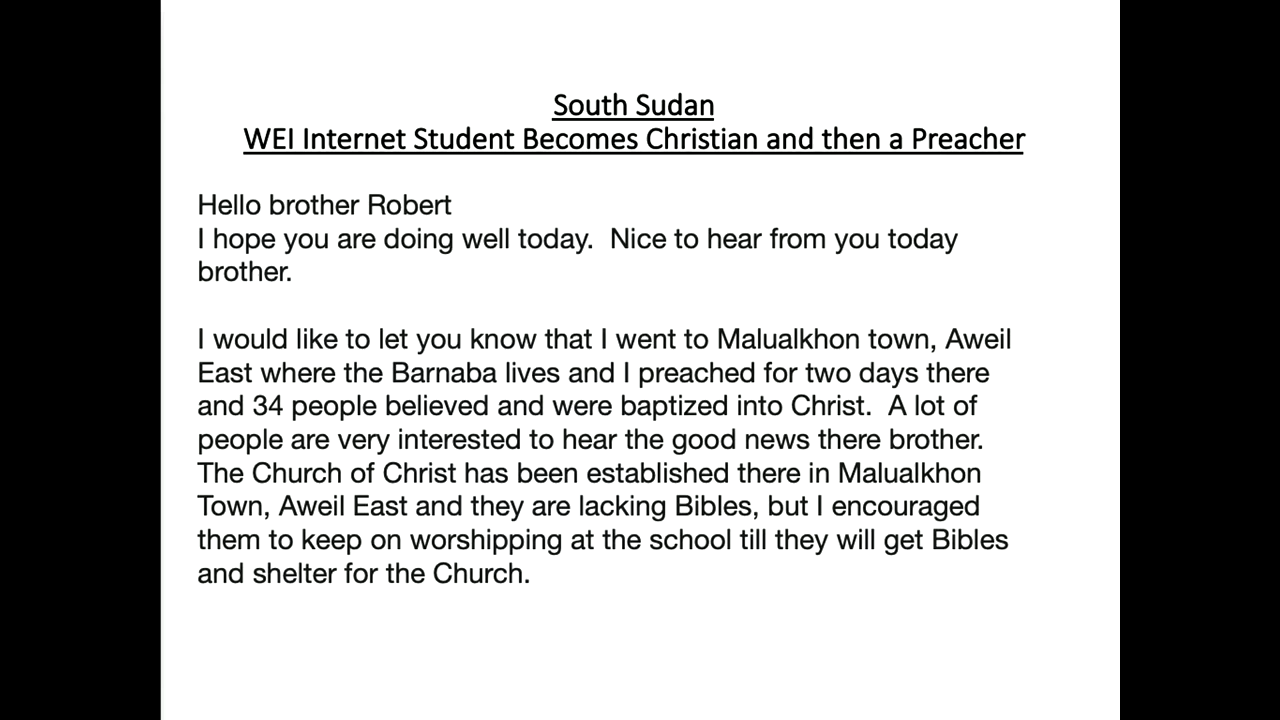 South Sudan
WEI Internet Student Becomes Christian and then a Preacher
Hello brother Robert
I hope you are doing well today.  Nice to hear from you today
brother.
I would like to let you know that I went to Malualkhon town, Aweil
East where the Barnaba lives and I preached for two days there
and 34 people believed and were baptized into Christ.  A lot of
people are very interested to hear the good news there brother.
The Church of Christ has been established there in Malualkhon
Town, Aweil East and they are lacking Bibles, but I encouraged
them to keep on worshipping at the school till they will get Bibles
and shelter for the Church.